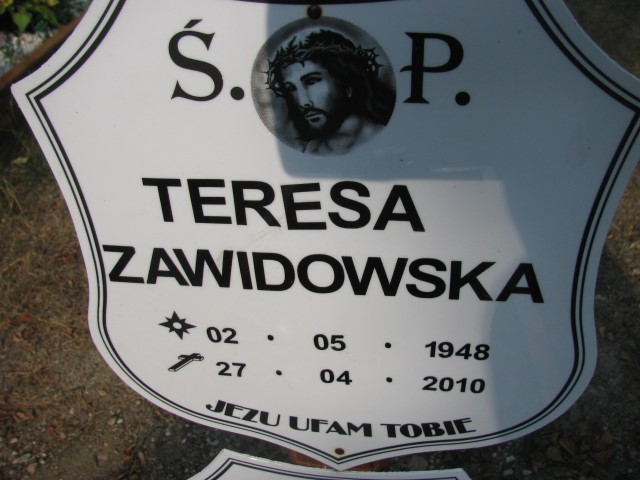 Ś. P.
TERESA
ZAWIDOWSKA
02 • 05 • 1948
27 • 04 • 2010
JEZU UFAM TOBIE